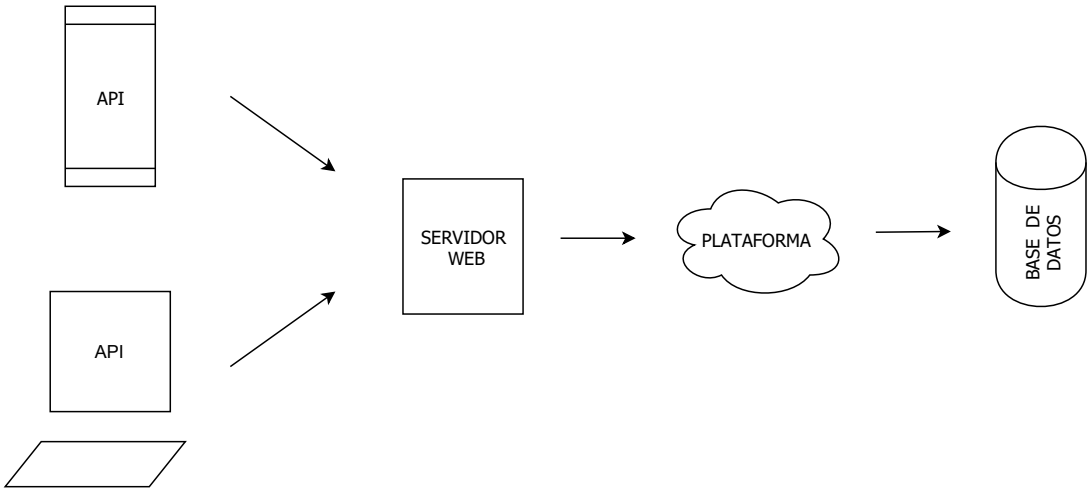 API
SERVIDOR
WEB
PLATAFORMA
BASE DE
DATOS
API